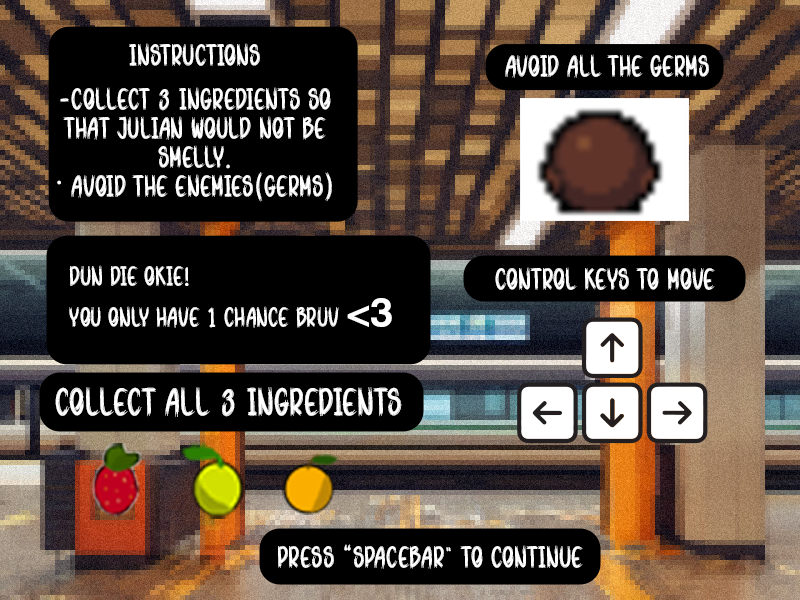 INSTRUCTIONS
-COLLECT 3 INGREDIENTS SO
THAT JULIAN WOULD NOT BE
SMELLY.
· AVOID THE ENEMIES(GERMS)
DUN DIE OKIE!
YOU ONLY HAVE 1 CHANCE BRUV <3
COLLECT ALL 3 INGREDIENTS
AVOID ALL THE GERMS
CONTROL KEYS TO MOVE
↑
← ↓ →
PRESS "SPACEBAR" TO CONTINUE